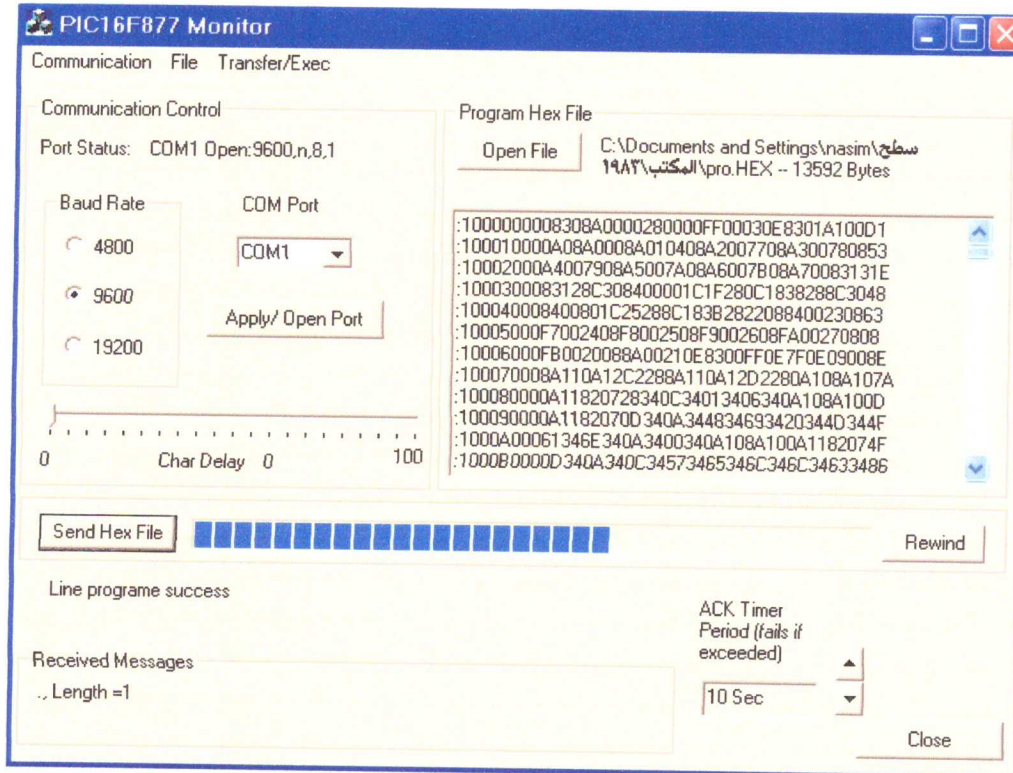 PIC16F877 Monitor
Communication File Transfer/Exec
Communication Control
Port Status: COM1 Open:9600,n,8,1
Baud Rate
4800
9600
19200
COM Port
COM1
Apply/ Open Port
0 Char Delay 0 100
Program Hex File
Open File
C:\Documents and Settings\nasim\سطح
المكتب\١٩٨٣\pro.HEX -- 13592 Bytes
:1000000008308A0000280000FF00030E8301A100D1
:100010000A08A0008A010408A2007708A300780853
:10002000A4007908A5007A08A6007B08A70083131E
:1000300083128C308400001C1F280C1838288C3048
:100040008400801C25288C183B2822088400230863
:10005000F7002408F8002508F9002608FA00270808
:10006000FB0020088A00210E8300FF0E7F0E09008E
:100070008A110A12C2288A110A12D2280A108A107A
:100080000A11820728340C34013406340A108A100D
:100090000A1182070D340A344834693420344D344F
:1000A00061346E340A3400340A108A100A1182074F
:1000B0000D340A340C34573465346C346C34633486
Send Hex File
Rewind
Line programe success
ACK Timer
Period (fails if
exceeded)
10 Sec
Received Messages
., Length =1
Close